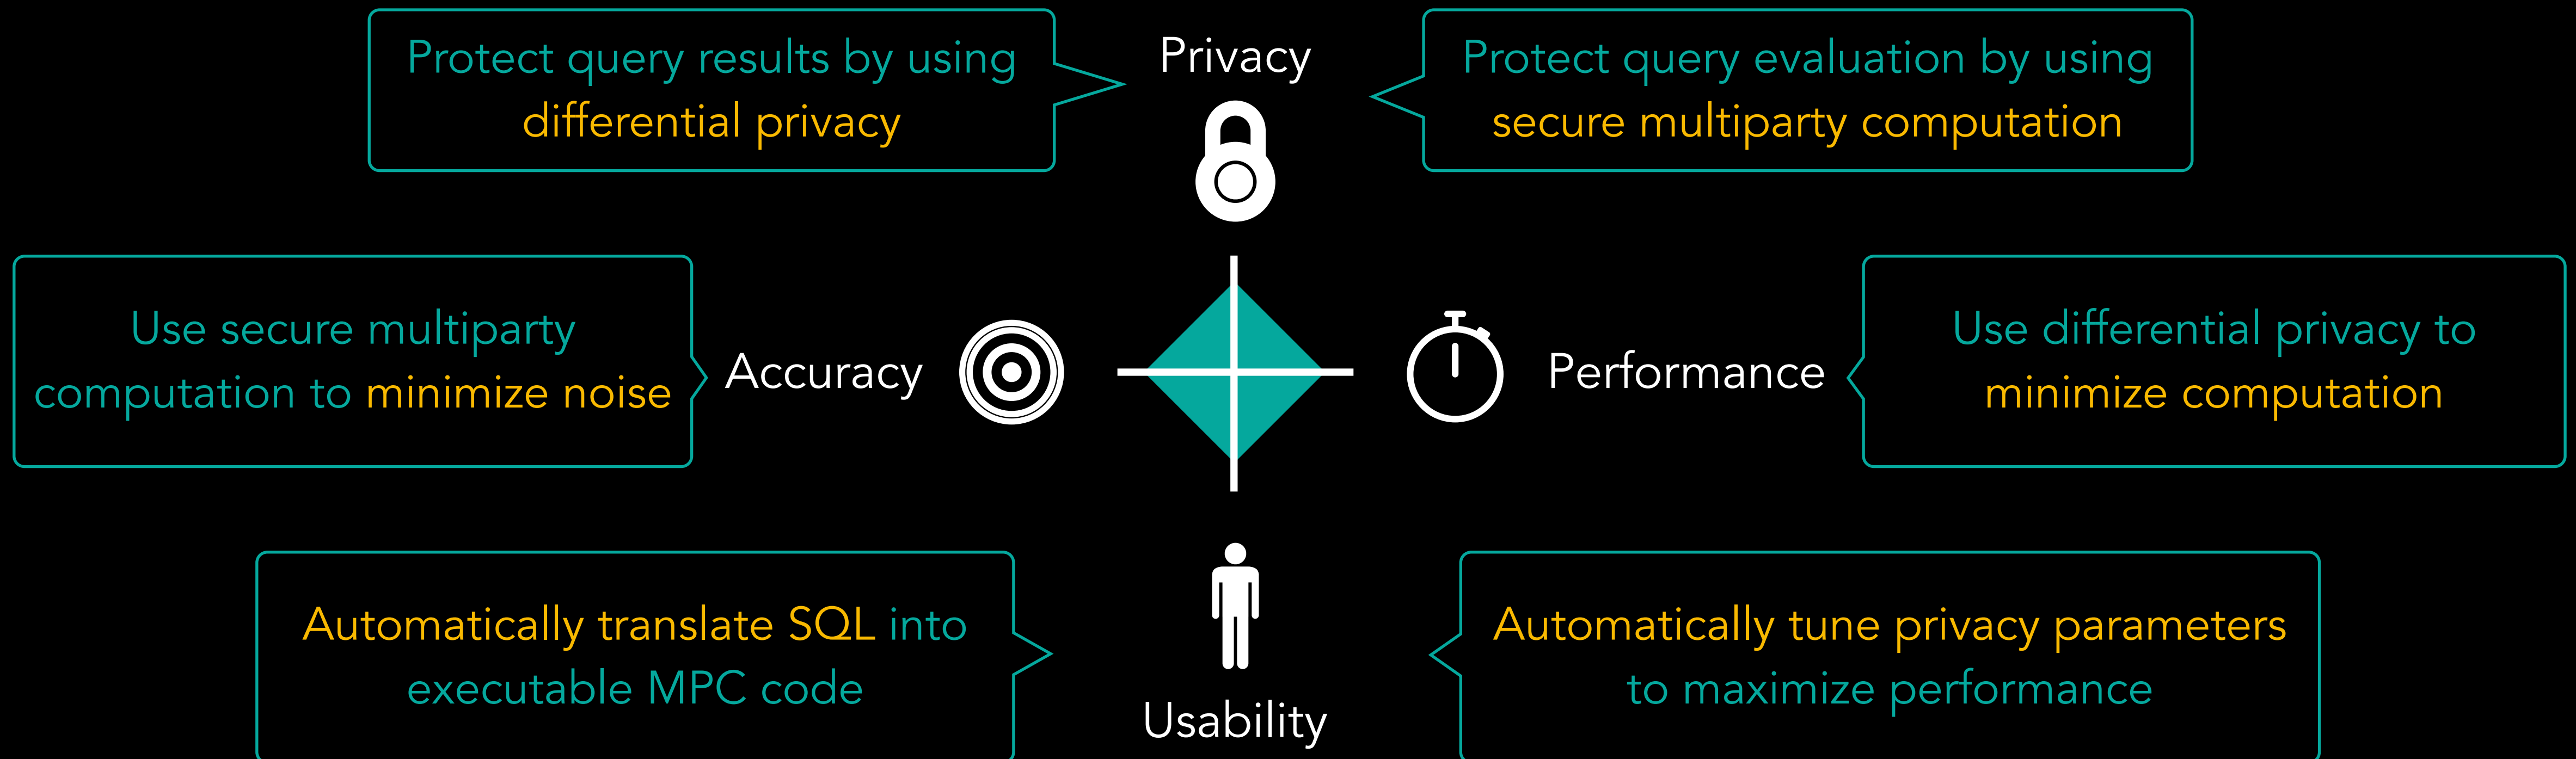 Protect query results by using
differential privacy
Privacy
Protect query evaluation by using
secure multiparty computation
Use secure multiparty
computation to minimize noise
Accuracy
Performance
Use differential privacy to
minimize computation
Automatically translate SQL into
executable MPC code
Usability
Automatically tune privacy parameters
to maximize performance